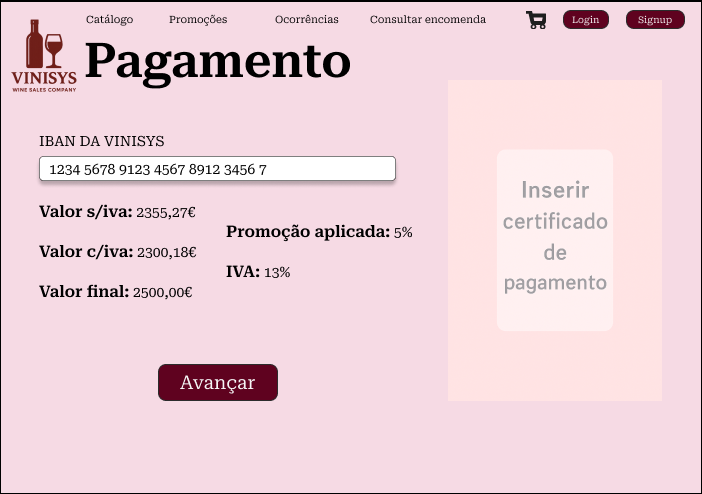 Catálogo Promoções Ocorrências Consultar encomenda Login Signup
VINISYS
WINE SALES COMPANY
Pagamento
IBAN DA VINISYS
1234 5678 9123 4567 8912 3456 7
Valor s/iva: 2355,27€
Promoção aplicada: 5%
Valor c/iva: 2300,18€
IVA: 13%
Valor final: 2500,00€
Inserir
certificado
de
pagamento
Avançar